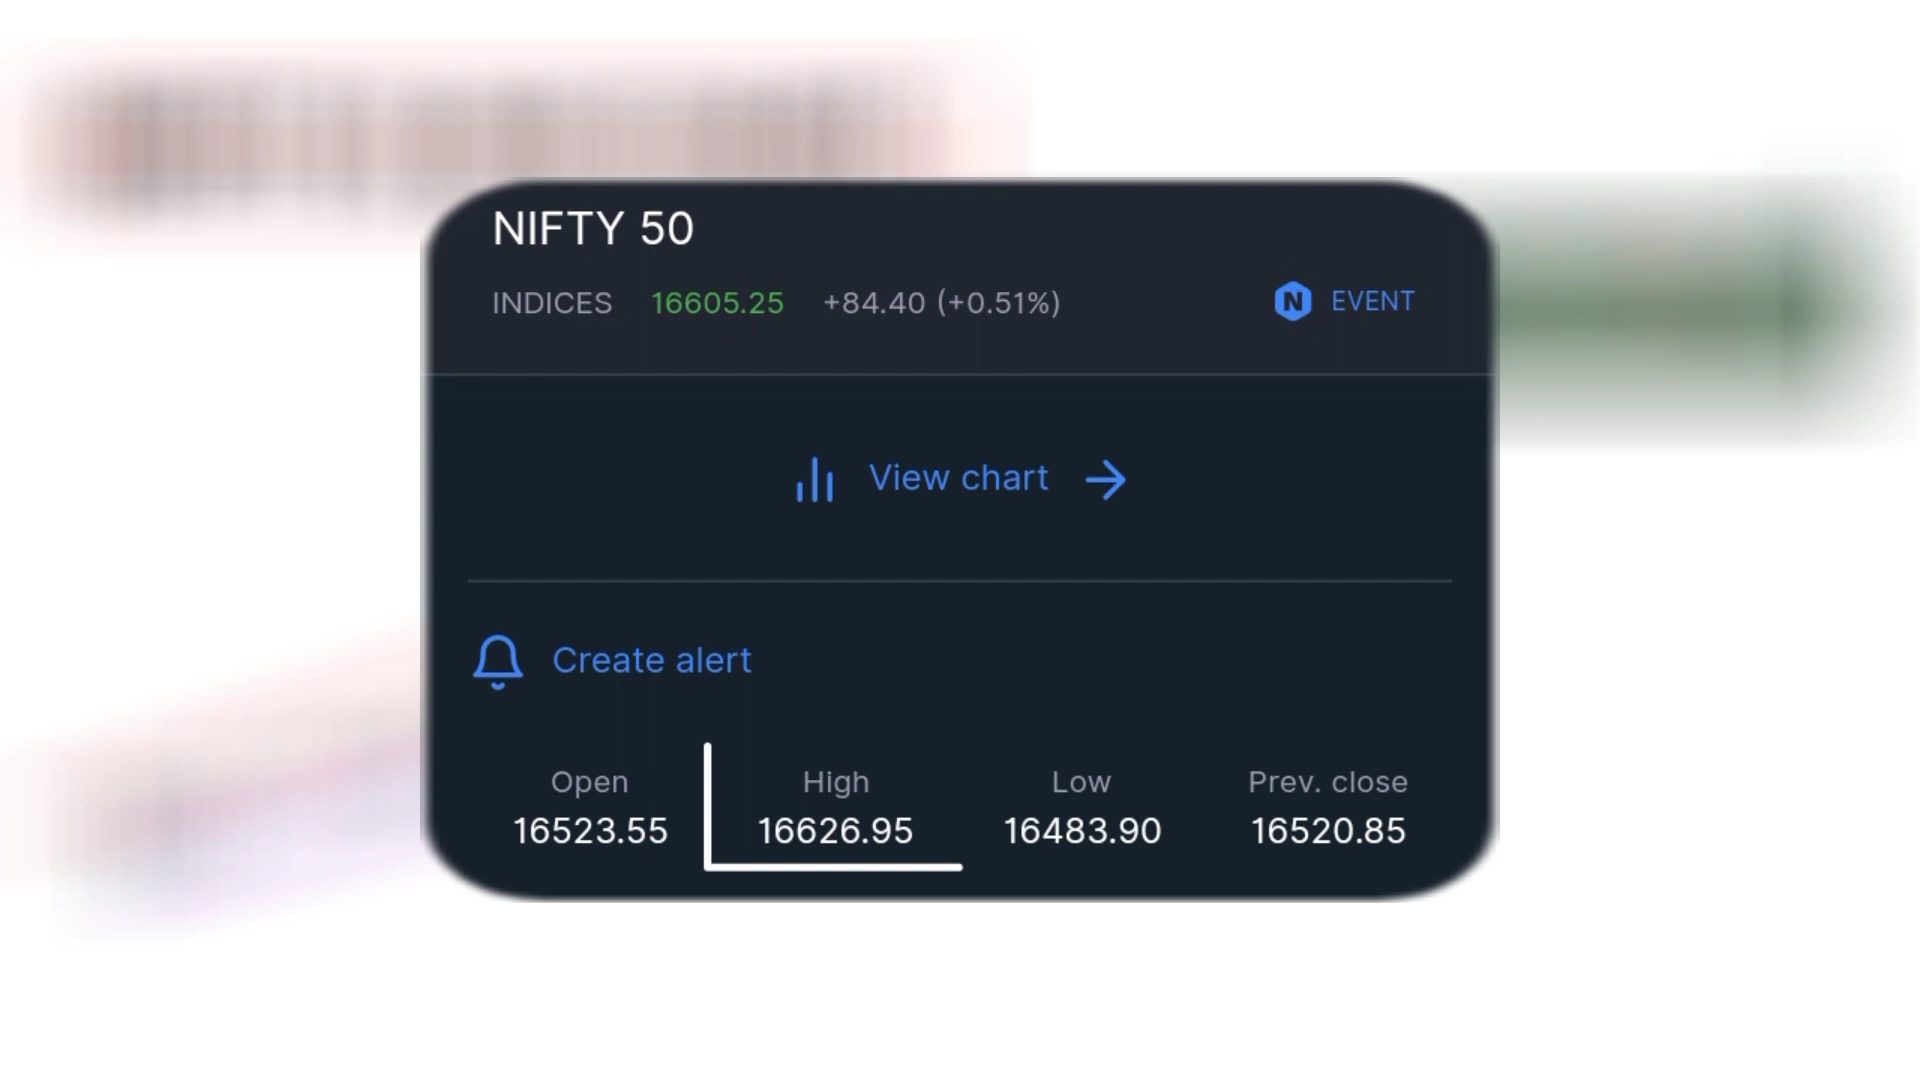 NIFTY 50
INDICES 16605.25 +84.40 (+0.51%) N EVENT
View chart
Create alert
Open High Low Prev. close
16523.55 16626.95 16483.90 16520.85